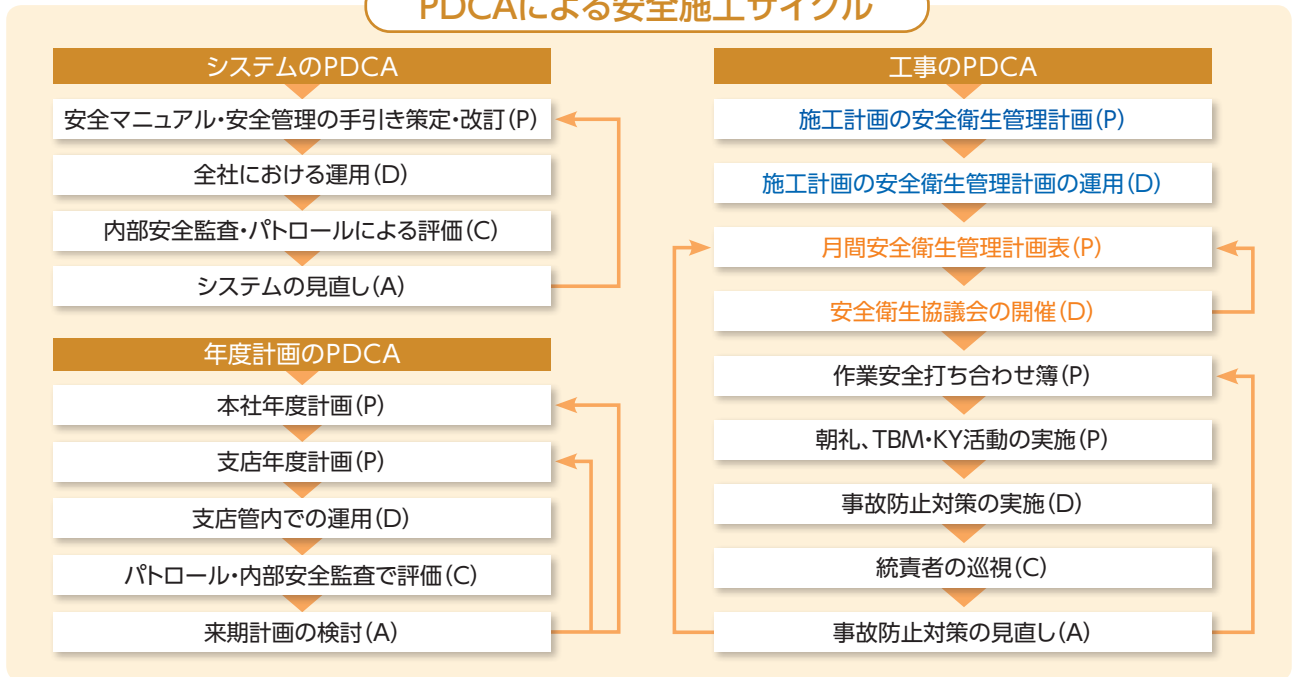 PDCAによる安全施工サイクル
システムのPDCA
安全マニュアル・安全管理の手引き策定・改訂(P)
全社における運用(D)
内部安全監査・パトロールによる評価(C)
システムの見直し(A)
年度計画のPDCA
本社年度計画(P)
支店年度計画(P)
支店管内での運用(D)
パトロール・内部安全監査で評価(C)
来期計画の検討(A)
工事のPDCA
施工計画の安全衛生管理計画(P)
施工計画の安全衛生管理計画の運用(D)
月間安全衛生管理計画表(P)
安全衛生協議会の開催(D)
作業安全打ち合わせ簿(P)
朝礼、TBM・KY活動の実施(P)
事故防止対策の実施(D)
統責者の巡視(C)
事故防止対策の見直し(A)